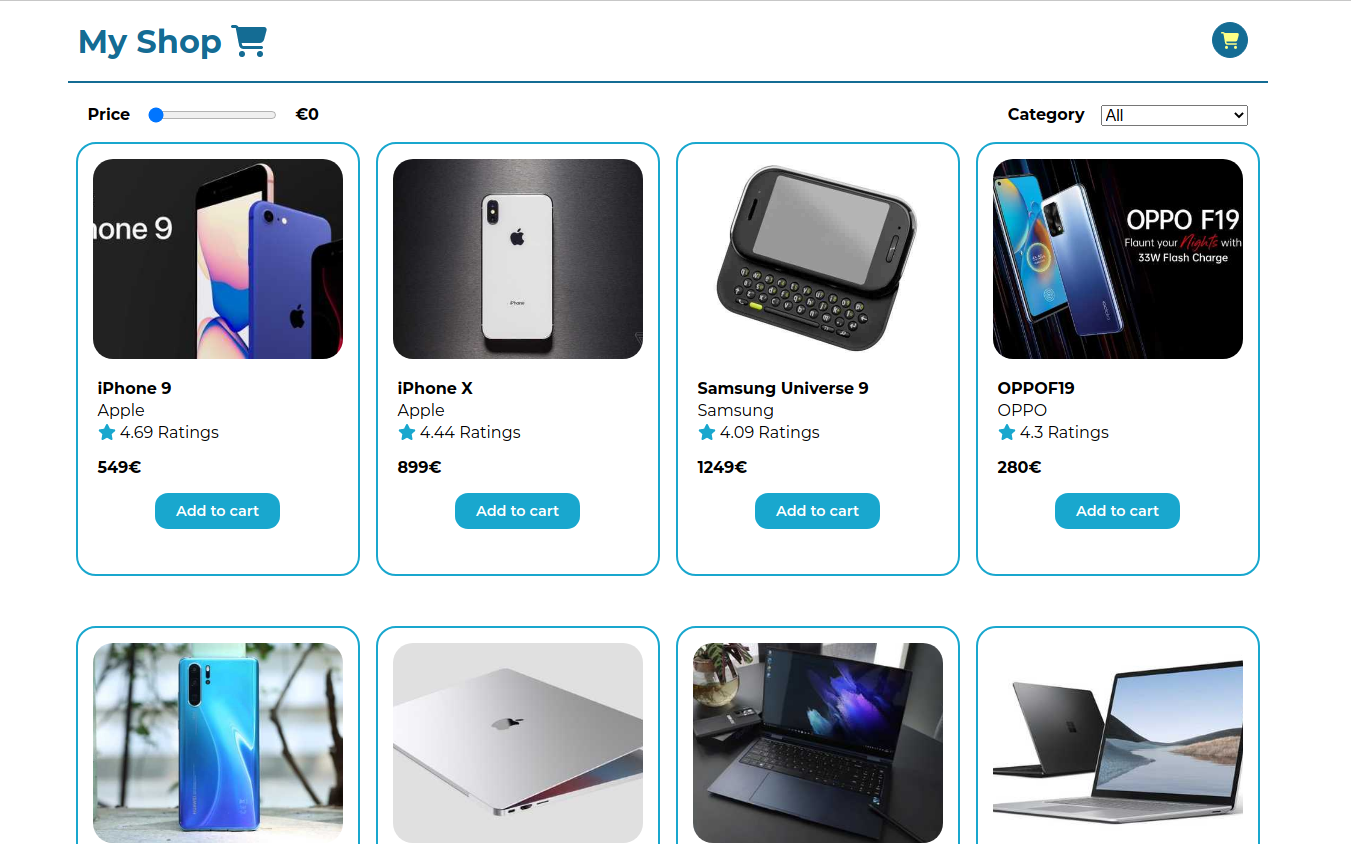 My Shop
Price €0 Category All
hone 9
iPhone
OPPO F19
Flaunt your Nights with
33W Flash Charge
iPhone 9
Apple
4.69 Ratings
549€
Add to cart
iPhone X
Apple
4.44 Ratings
899€
Add to cart
Samsung Universe 9
Samsung
4.09 Ratings
1249€
Add to cart
OPPOF19
OPPO
4.3 Ratings
280€
Add to cart